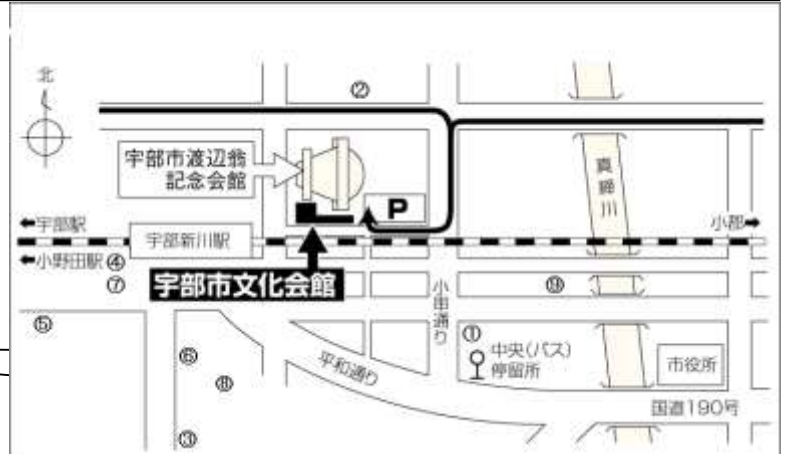 北
②
宇部市渡辺翁
記念会館
P
真
締
川
←宇部駅
宇部新川駅
小郡→
←小野田駅④
⑦
宇部市文化会館
⑨
小串通り
⑤
①
中央(バス)
停留所
市役所
⑥
平和通り
⑧
国道190号
③